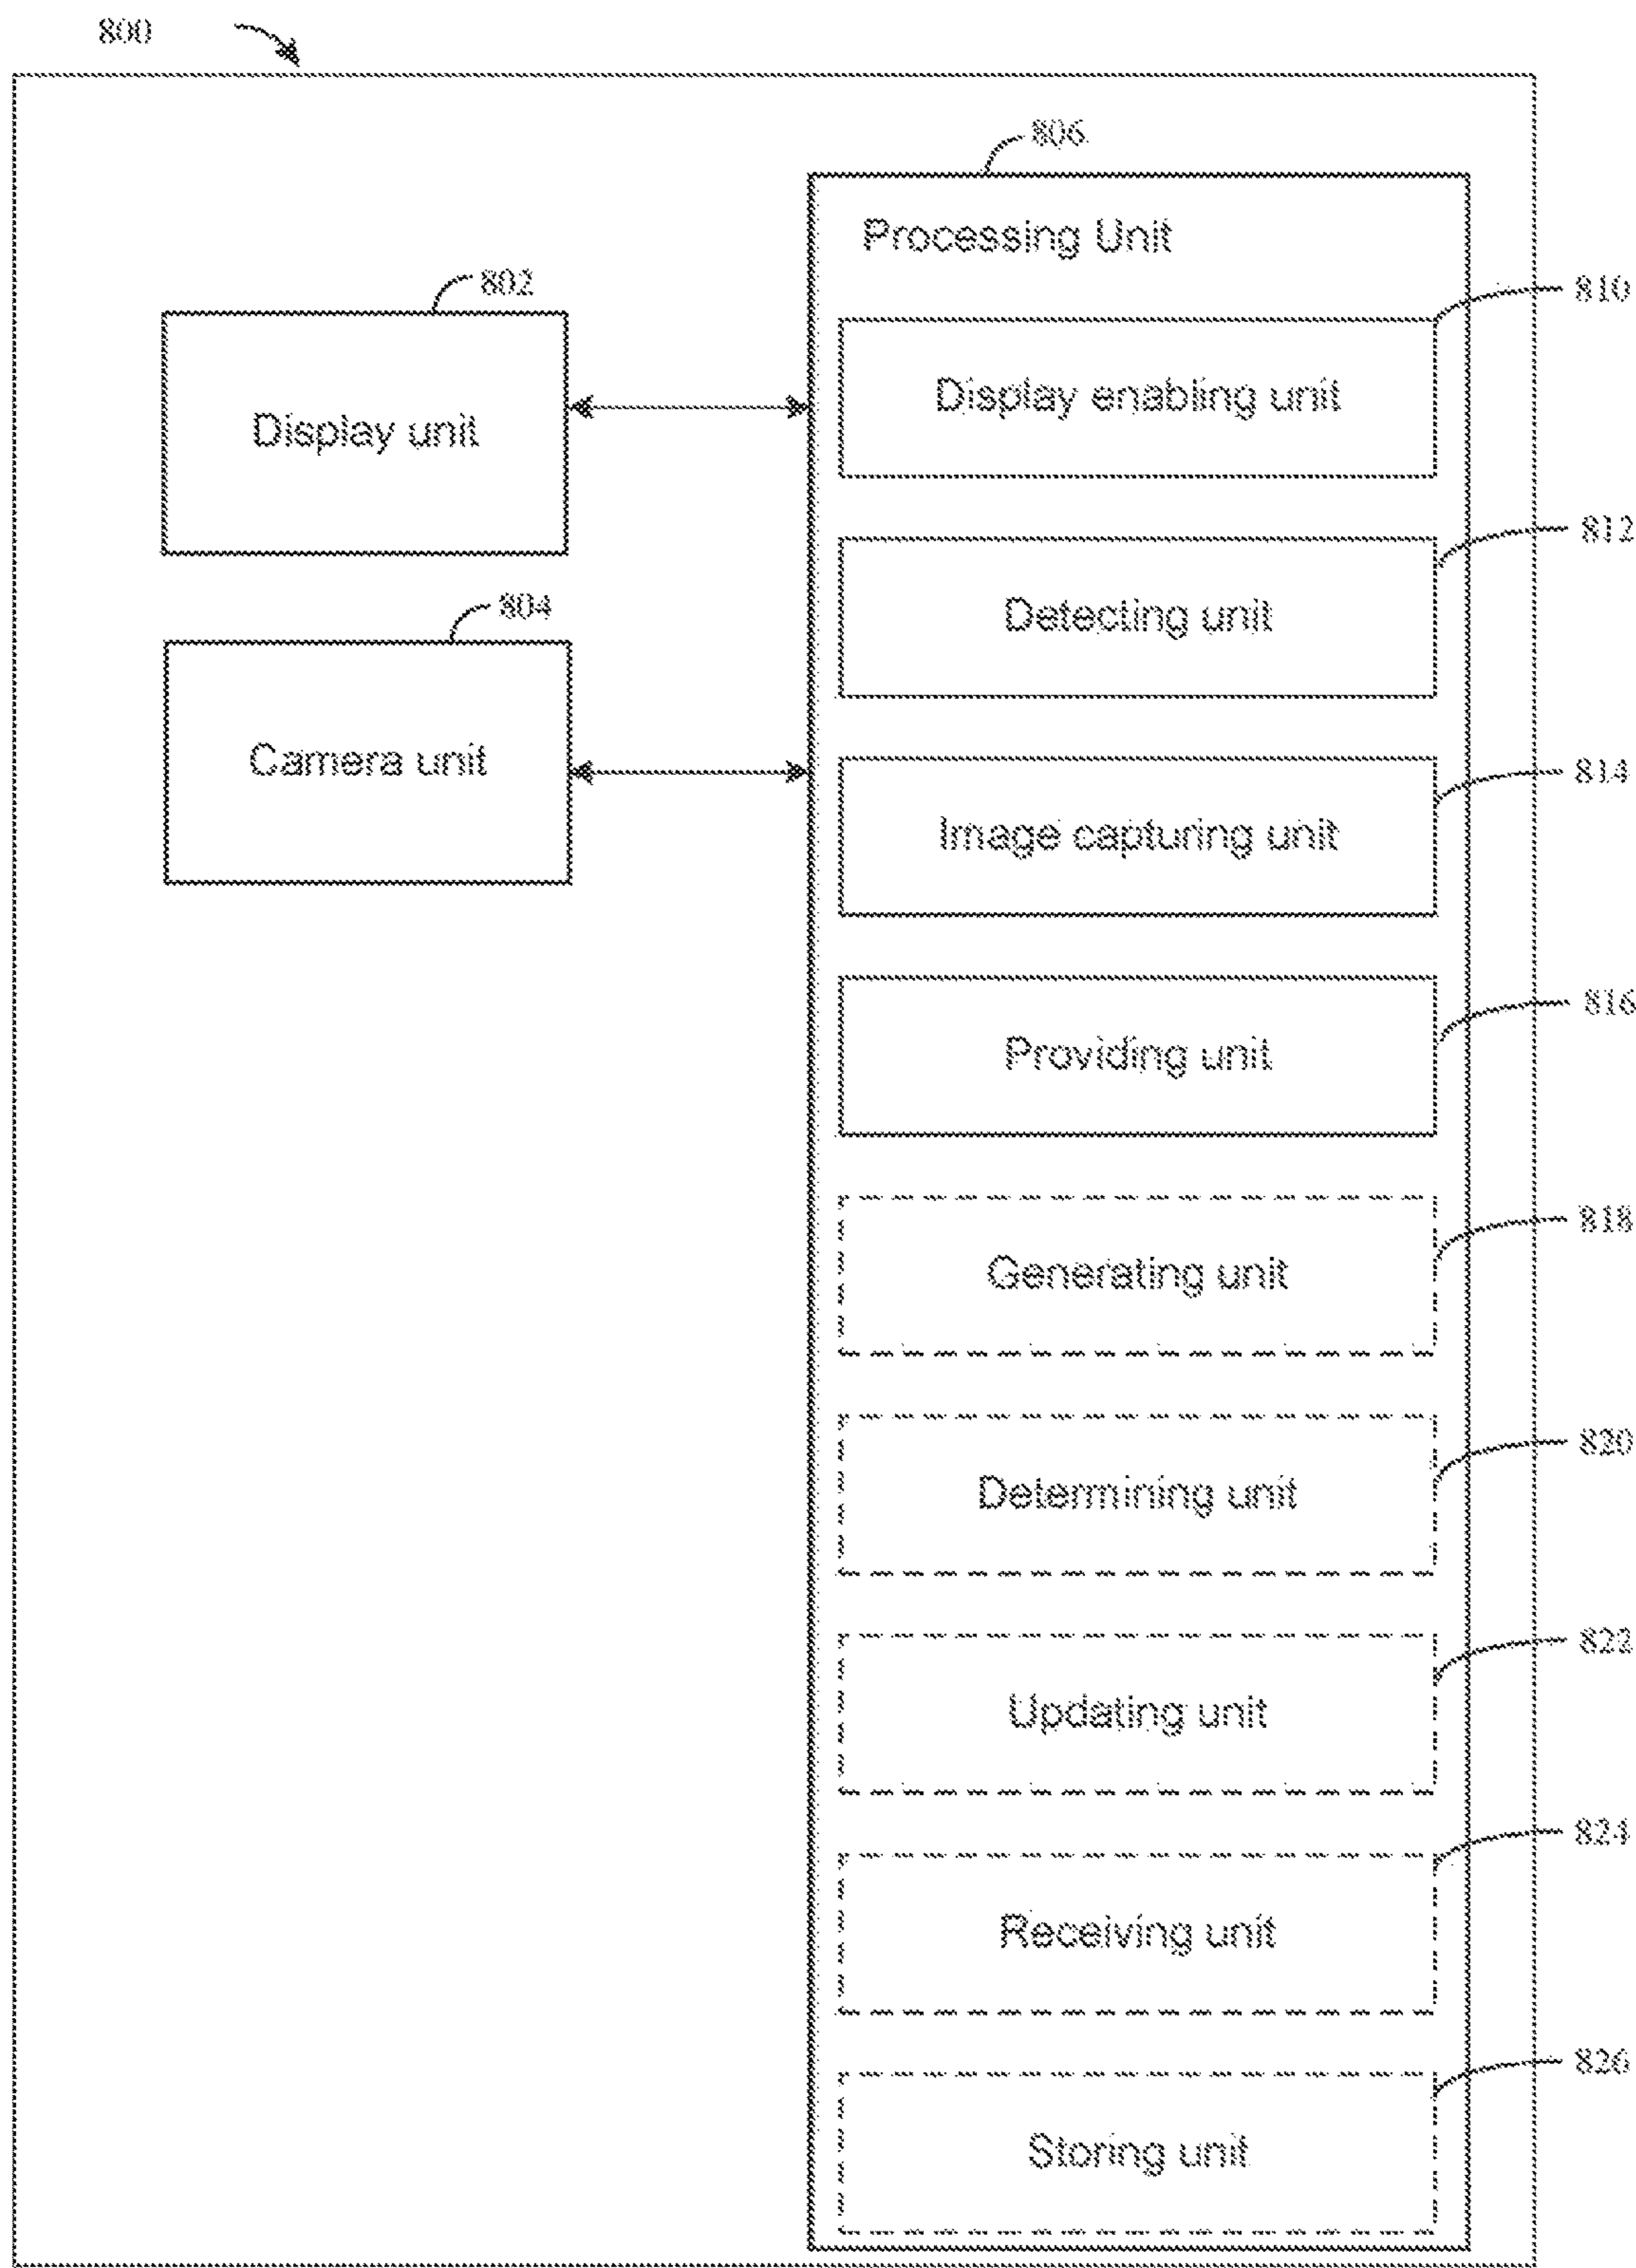 800
806
Processing Unit
802
810
Display unit
Display enabling unit
812
804
Detecting unit
Camera unit
814
Image capturing unit
816
Providing unit
818
Generating unit
820
Determining unit
822
Updating unit
824
Receiving unit
826
Storing unit